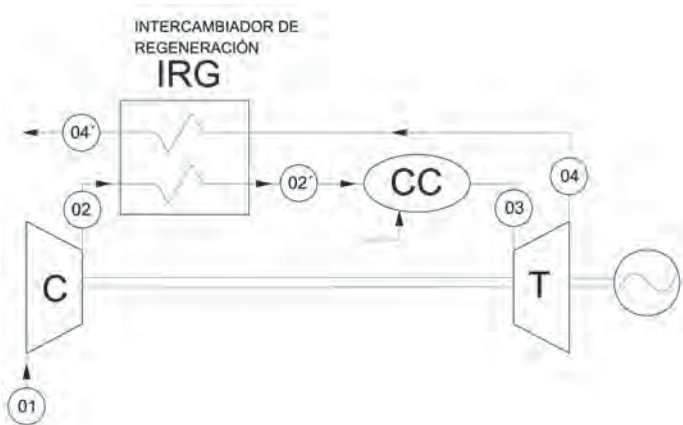 INTERCAMBIADOR DE
REGENERACIÓN
IRG
04´
02
02´
CC
03
04
C
T
01